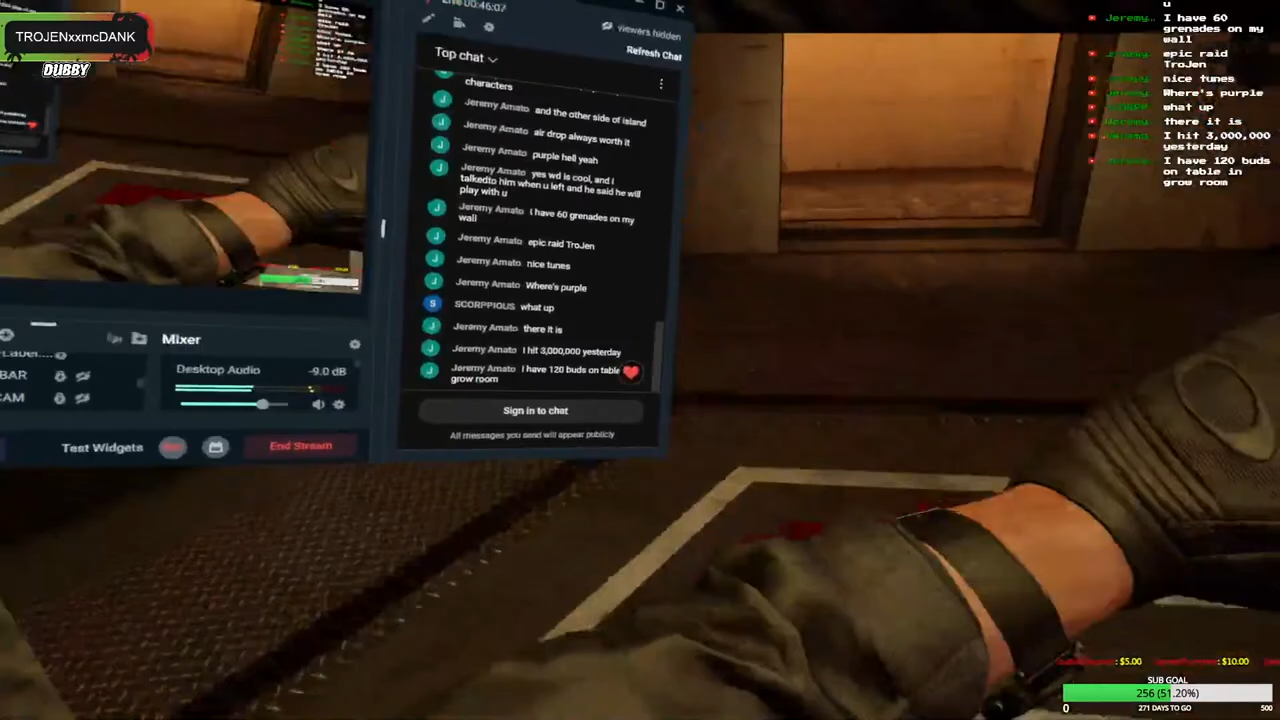 TROJENxxmcDANK
DUBBY
00:46:07
viewers hidden
Refresh Chat
Top chat
characters
Jeremy Amato and the other side of island
Jeremy Amato air drop always worth it
Jeremy Amato purple hell yeah
Jeremy Amato yes wd is cool, and I
talkedto him when u left and he said he will
play with u
Jeremy Amato I have 60 grenades on my
wall
Jeremy Amato epic raid TroJen
Jeremy Amato nice tunes
Jeremy Amato Where's purple
SCORPPIOUS what up
Jeremy Amato there it is
Jeremy Amato I hit 3,000,000 yesterday
Jeremy Amato I have 120 buds on table
grow room
Sign in to chat
All messages you send will appear publicly
Mixer
Desktop Audio -9.0 dB
BAR
CAM
Test Widgets
End Stream
u
Jeremy... I have 60
grenades on my
wall
epic raid
TroJen
nice tunes
Where's purple
what up
there it is
I hit 3,000,000
yesterday
I have 120 buds
on table in
grow room
: $5.00
: $10.00
SUB GOAL
256 (51.20%)
0
271 DAYS TO GO
500